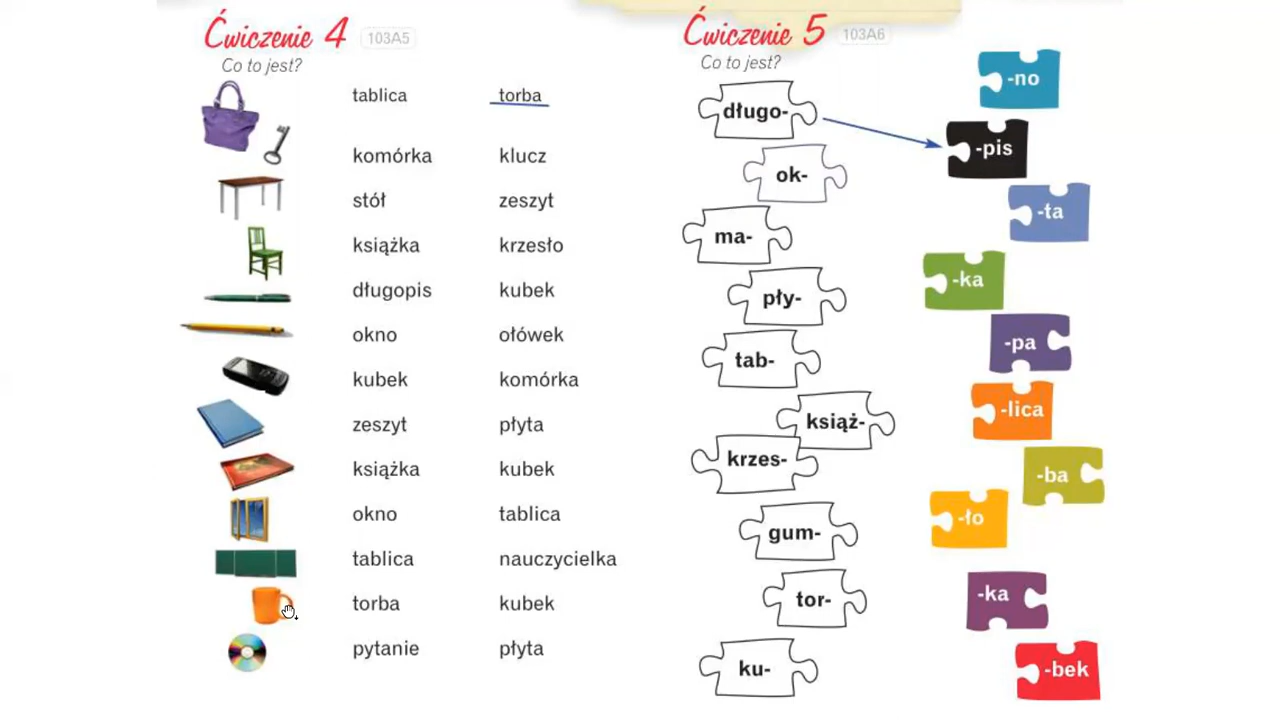 Ćwiczenie 4 103A5
Co to jest?
tablica torba
komórka klucz
stół zeszyt
książka krzesło
długopis kubek
okno ołówek
kubek komórka
zeszyt płyta
książka kubek
okno tablica
tablica nauczycielka
torba kubek
pytanie płyta
Ćwiczenie 5 103A6
Co to jest?
długo-
ok-
ma-
pły-
tab-
książ-
krzes-
gum-
tor-
ku-
-no
-pis
-ta
-ka
-pa
-lica
-ba
-ło
-ka
-bek